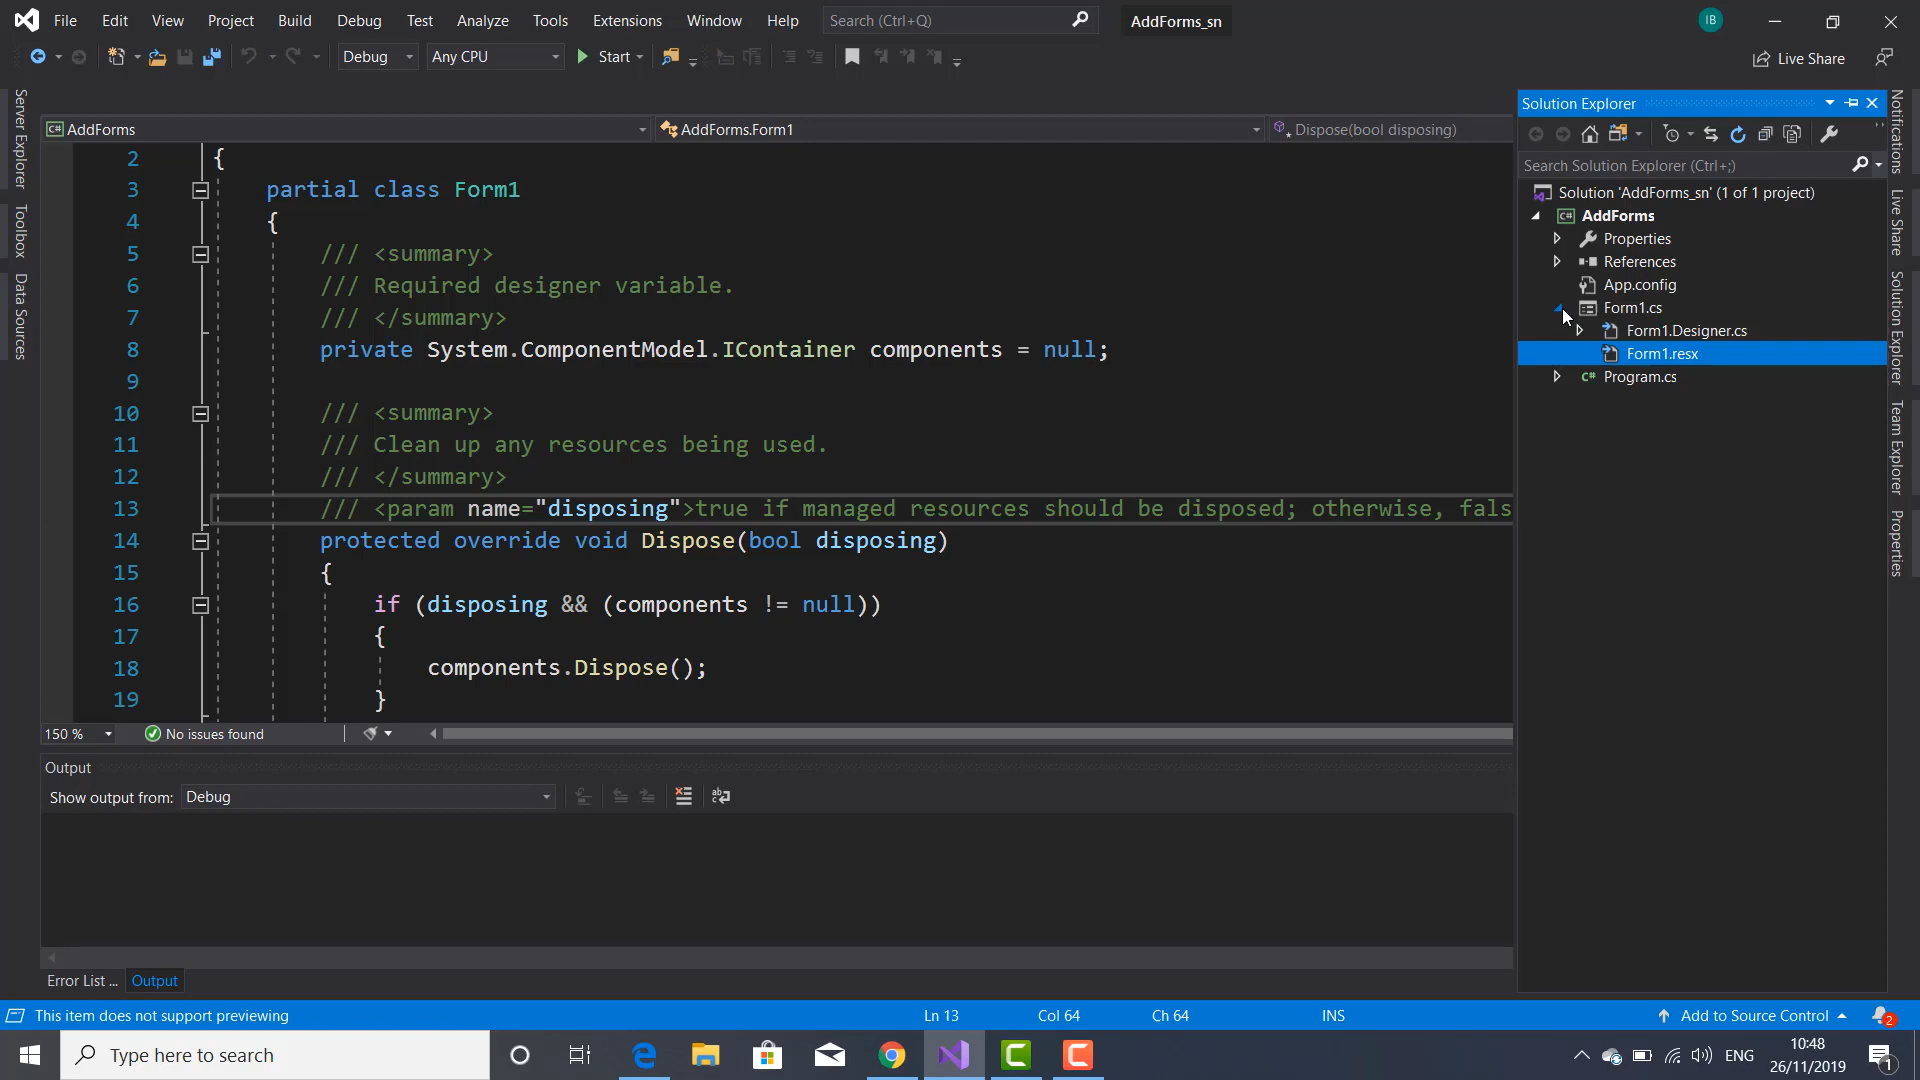 File Edit View Project Build Debug Test Analyze Tools Extensions Window Help Search (Ctrl+Q) AddForms_sn IB
Debug Any CPU Start Live Share
Server Explorer
Toolbox
Data Sources
AddForms AddForms.Form1 Dispose(bool disposing)
2 {
3 partial class Form1
4 {
5 /// <summary>
6 /// Required designer variable.
7 /// </summary>
8 private System.ComponentModel.IContainer components = null;
9
10 /// <summary>
11 /// Clean up any resources being used.
12 /// </summary>
13 /// <param name="disposing">true if managed resources should be disposed; otherwise, fals
14 protected override void Dispose(bool disposing)
15 {
16 if (disposing && (components != null))
17 {
18 components.Dispose();
19 }
150 % No issues found
Output
Show output from: Debug
Error List ... Output
Solution Explorer
Search Solution Explorer (Ctrl+;)
Solution 'AddForms_sn' (1 of 1 project)
C# AddForms
Properties
References
App.config
Form1.cs
Form1.Designer.cs
Form1.resx
C# Program.cs
Notifications
Live Share
Solution Explorer
Team Explorer
Properties
This item does not support previewing Ln 13 Col 64 Ch 64 INS Add to Source Control 2
Type here to search ENG 10:48
26/11/2019 1